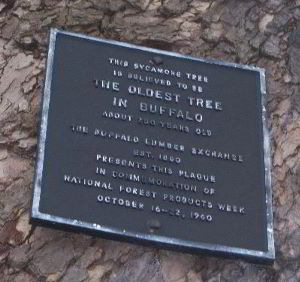 THIS SYCAMORE TREE
IS BELIEVED TO BE
THE OLDEST TREE
IN BUFFALO
ABOUT YEARS OLD
THE BUFFALO LUMBER EXCHANGE
EST. 1880
PRESENTS THIS PLAQUE
IN COMMEMORATION OF
NATIONAL FOREST PRODUCTS WEEK
OCTOBER 16-22, 1960